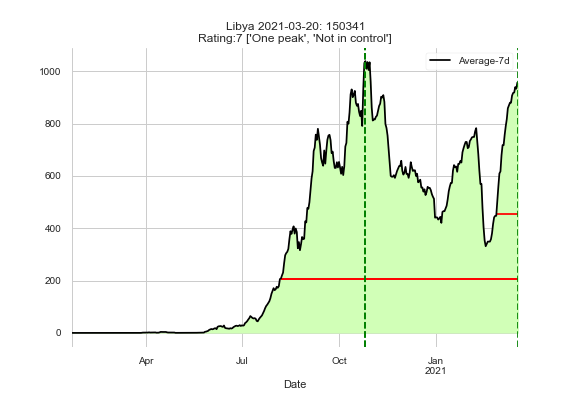 Libya 2021-03-20: 150341
Rating:7 ['One peak', 'Not in control']
Average-7d
1000
800
600
400
200
0
Apr
Jul
Oct
Jan
2021
Date